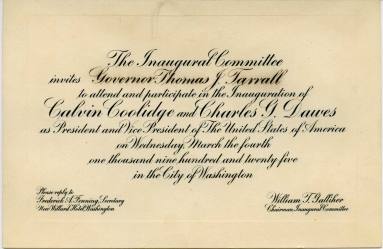 The Inaugural Committee
invites Governor Thomas J. Tarrall
to attend and participate in the Inauguration of
Calvin Coolidge and Charles G. Dawes
as President and Vice President of The United States of America
on Wednesday, March the fourth
one thousand nine hundred and twenty five
in the City of Washington
Please reply to
Frederick A. Fenning, Secretary
New Willard Hotel, Washington
William T. Galliher
Chairman Inaugural Committee